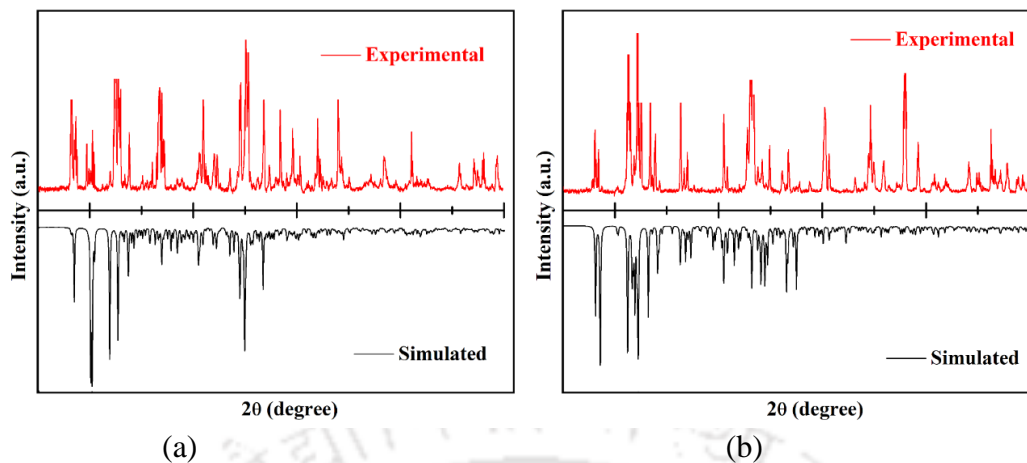 Experimental
Intensity (a.u.)
Simulated
2θ (degree)
(a)
Experimental
Intensity (a.u.)
Simulated
2θ (degree)
(b)